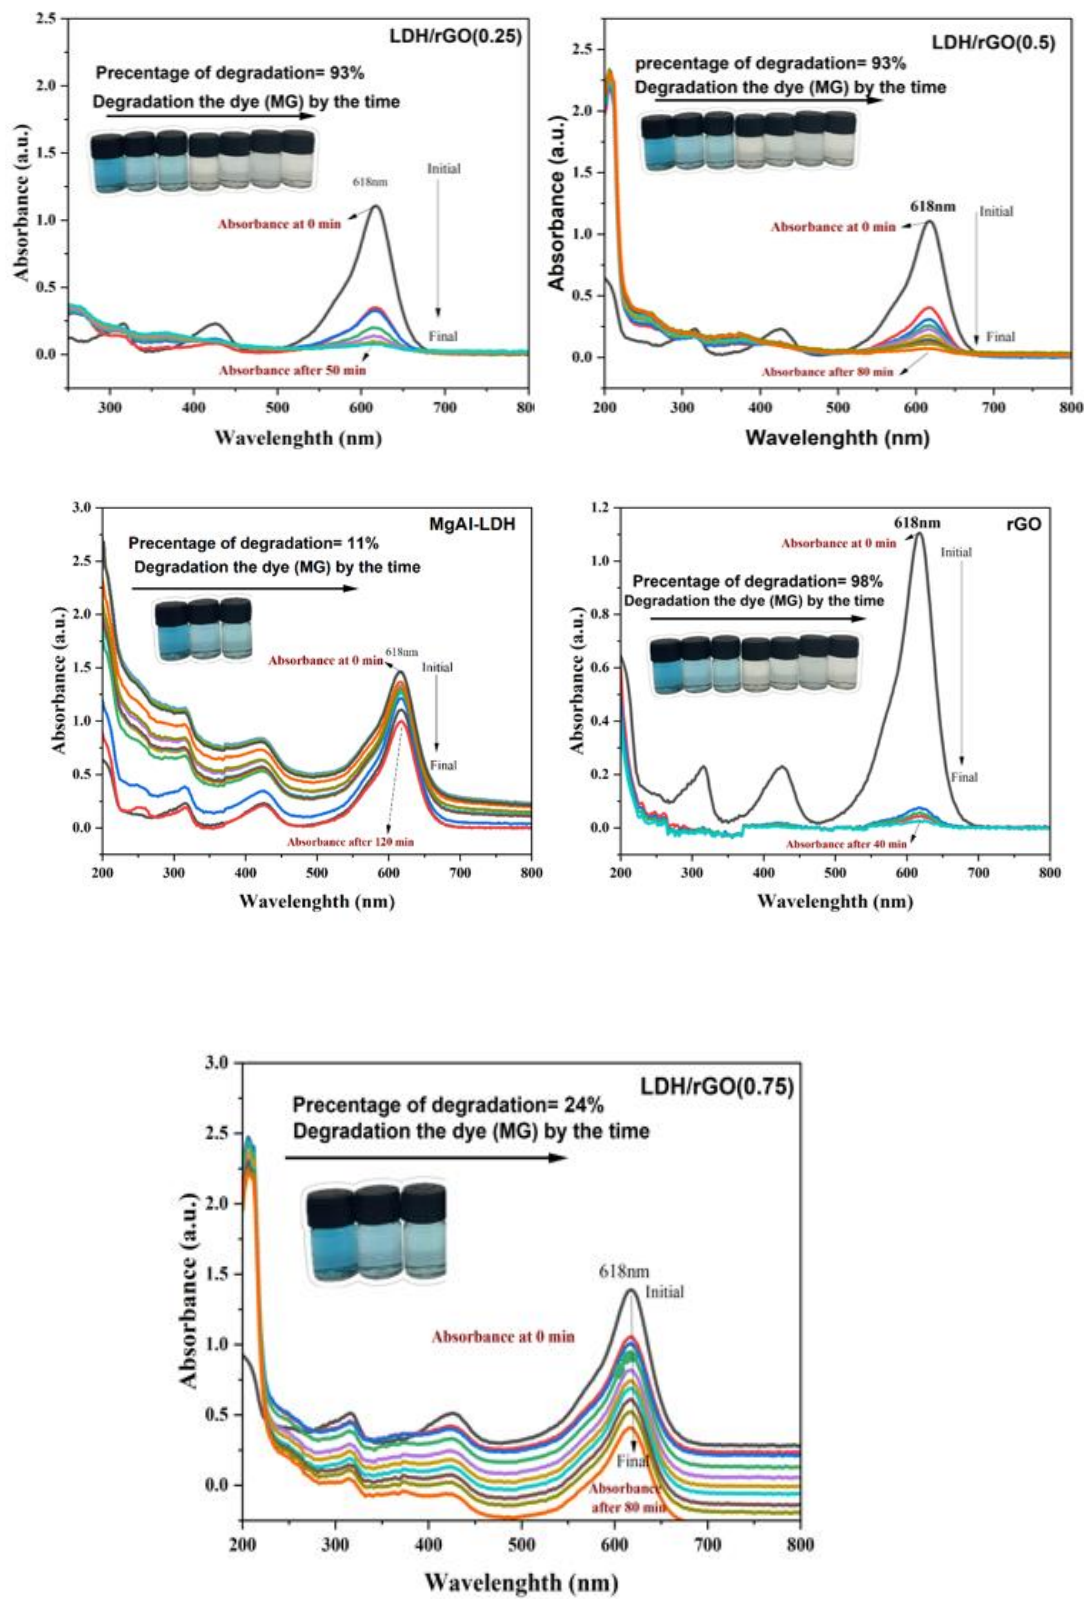 LDH/rGO(0.25)
Precentage of degradation= 93%
Degradation the dye (MG) by the time
618nm
Initial
Absorbance at 0 min
Final
Absorbance after 50 min
2.5
2.0
1.5
1.0
0.5
0.0
Absorbance (a.u.)
300 400 500 600 700 800
Wavelenghth (nm)
LDH/rGO(0.5)
precentage of degradation= 93%
Degradation the dye (MG) by the time
618nm
Initial
Absorbance at 0 min
Final
Absorbance after 80 min
2.5
2.0
1.5
1.0
0.5
0.0
Absorbance (a.u.)
200 300 400 500 600 700 800
Wavelenghth (nm)
MgAl-LDH
Precentage of degradation= 11%
Degradation the dye (MG) by the time
618nm
Absorbance at 0 min
Initial
Final
Absorbance after 120 min
3.0
2.5
2.0
1.5
1.0
0.5
0.0
Absorbance (a.u.)
200 300 400 500 600 700 800
Wavelenghth (nm)
618nm
rGO
Absorbance at 0 min
Initial
Precentage of degradation= 98%
Degradation the dye (MG) by the time
Final
Absorbance after 40 min
1.2
1.0
0.8
0.6
0.4
0.2
0.0
Absorbance (a.u.)
200 300 400 500 600 700 800
Wavelenghth (nm)
LDH/rGO(0.75)
Precentage of degradation= 24%
Degradation the dye (MG) by the time
618nm
Initial
Absorbance at 0 min
Final
Absorbance
after 80 min
3.0
2.5
2.0
1.5
1.0
0.5
0.0
Absorbance (a.u.)
200 300 400 500 600 700 800
Wavelenghth (nm)